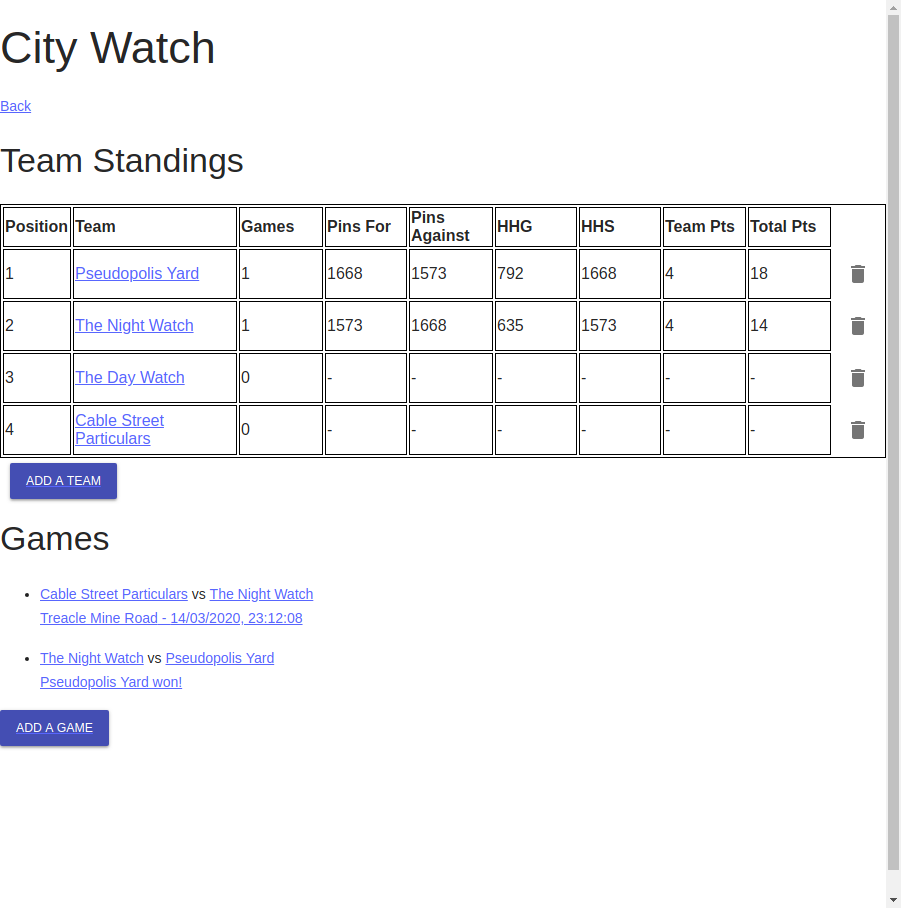 City Watch
Back
Team Standings
Position Team Games Pins For Pins Against HHG HHS Team Pts Total Pts
1 Pseudopolis Yard 1 1668 1573 792 1668 4 18
2 The Night Watch 1 1573 1668 635 1573 4 14
3 The Day Watch 0 - - - - - -
4 Cable Street Particulars 0 - - - - - -
ADD A TEAM
Games
Cable Street Particulars vs The Night Watch
Treacle Mine Road - 14/03/2020, 23:12:08
The Night Watch vs Pseudopolis Yard
Pseudopolis Yard won!
ADD A GAME